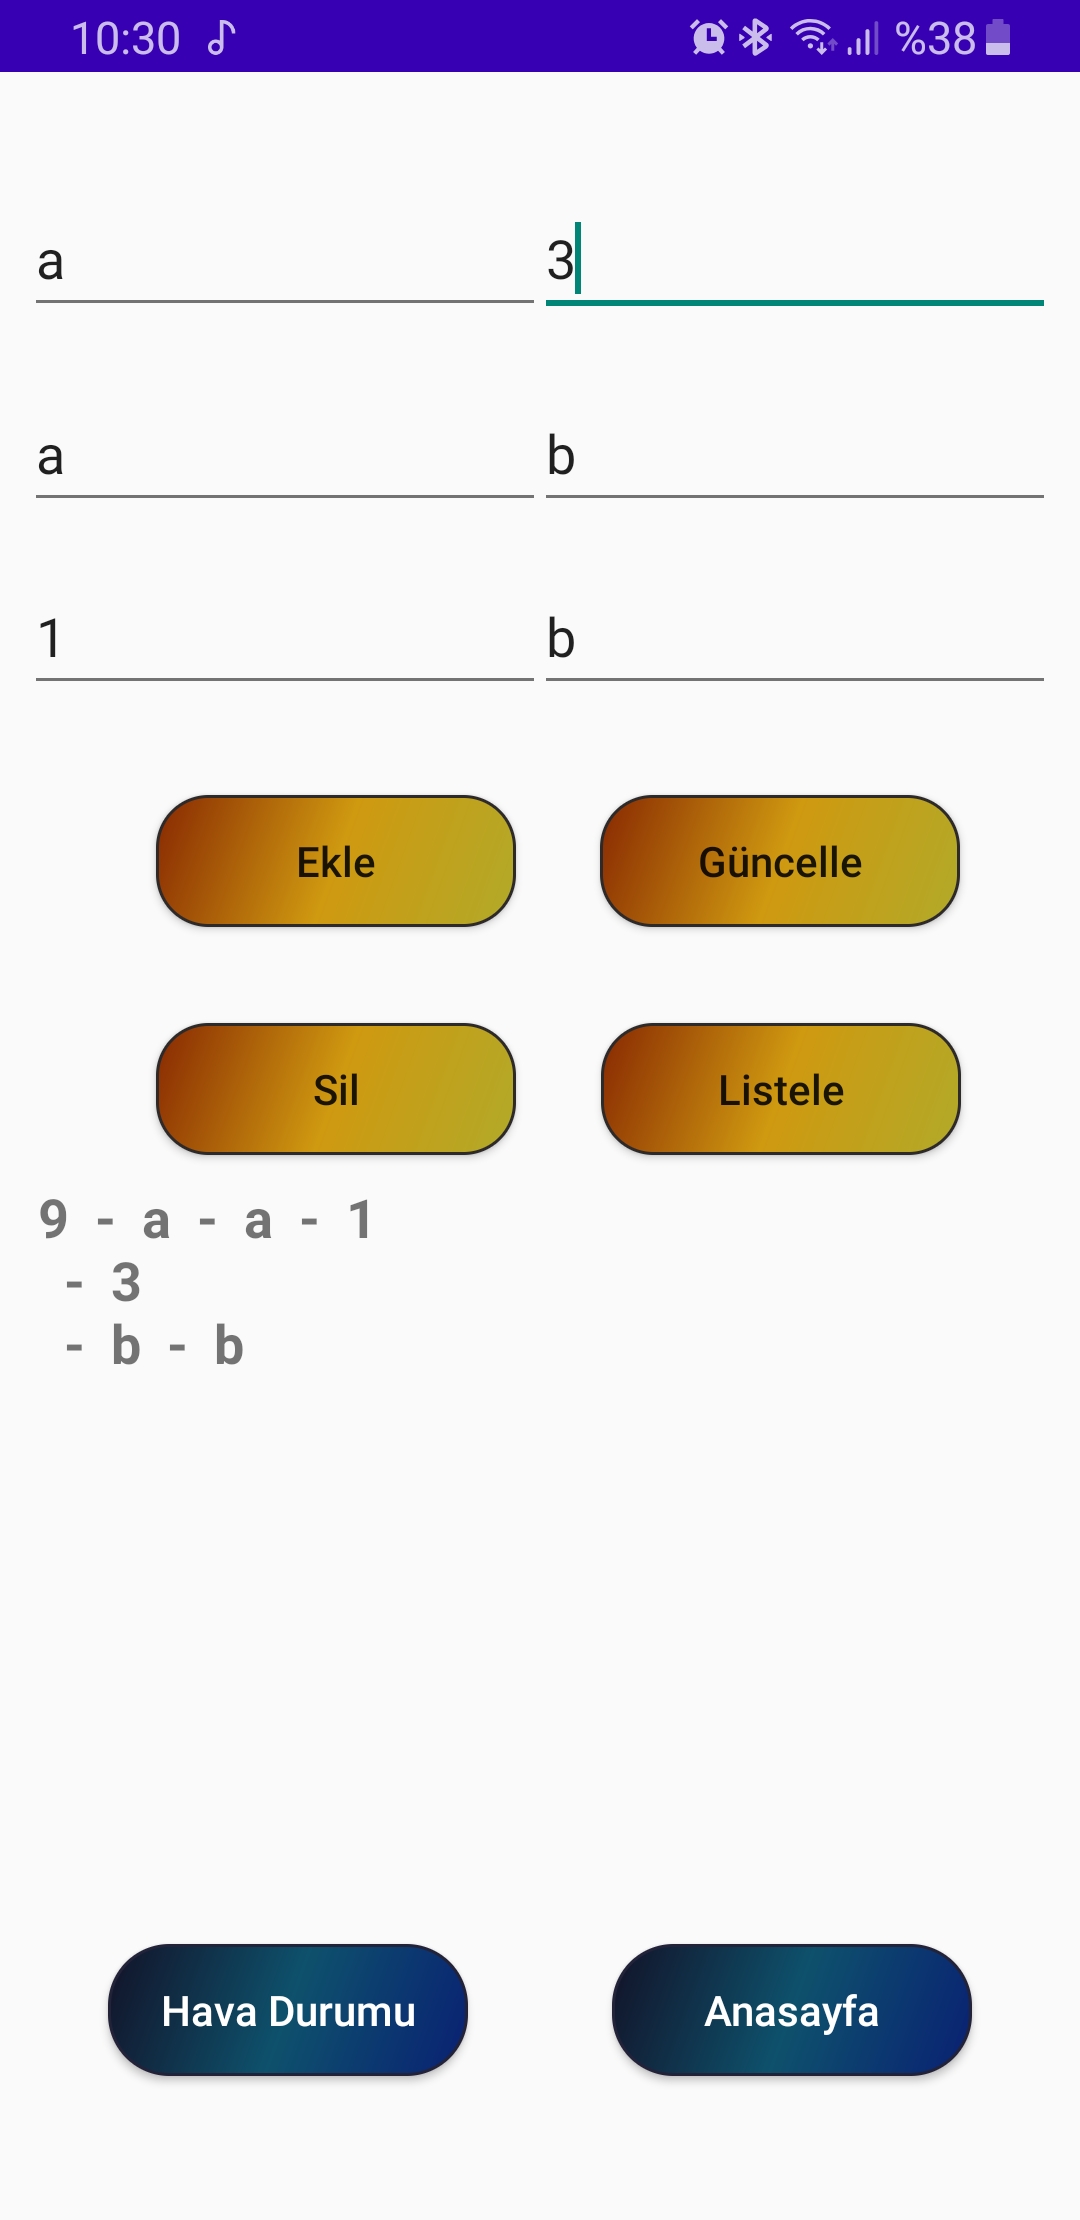 10:30 %38
a 3
a b
1 b
Ekle Güncelle
Sil Listele
9 - a - a - 1
- 3
- b - b
Hava Durumu Anasayfa